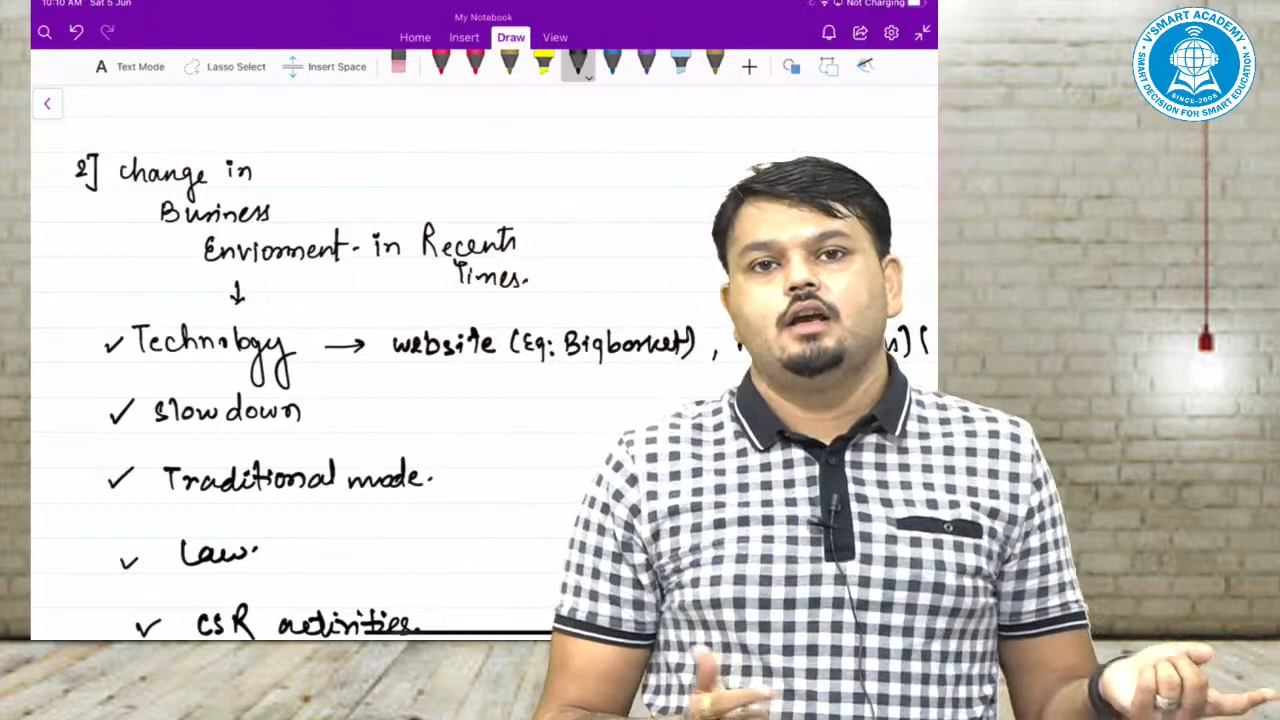 10:10 AM Sat 5 Jun
Not Charging
My Notebook
Home Insert Draw View
Text Mode Lasso Select Insert Space
2] Change in
Business
Enviorment - in Recent
Times.
Technology → website (Eg: Bigbasket) ,
Slow down
Traditional mode.
Law.
CSR activities.
V'SMART ACADEMY
SINCE-2006
SMART DECISION FOR SMART EDUCATION